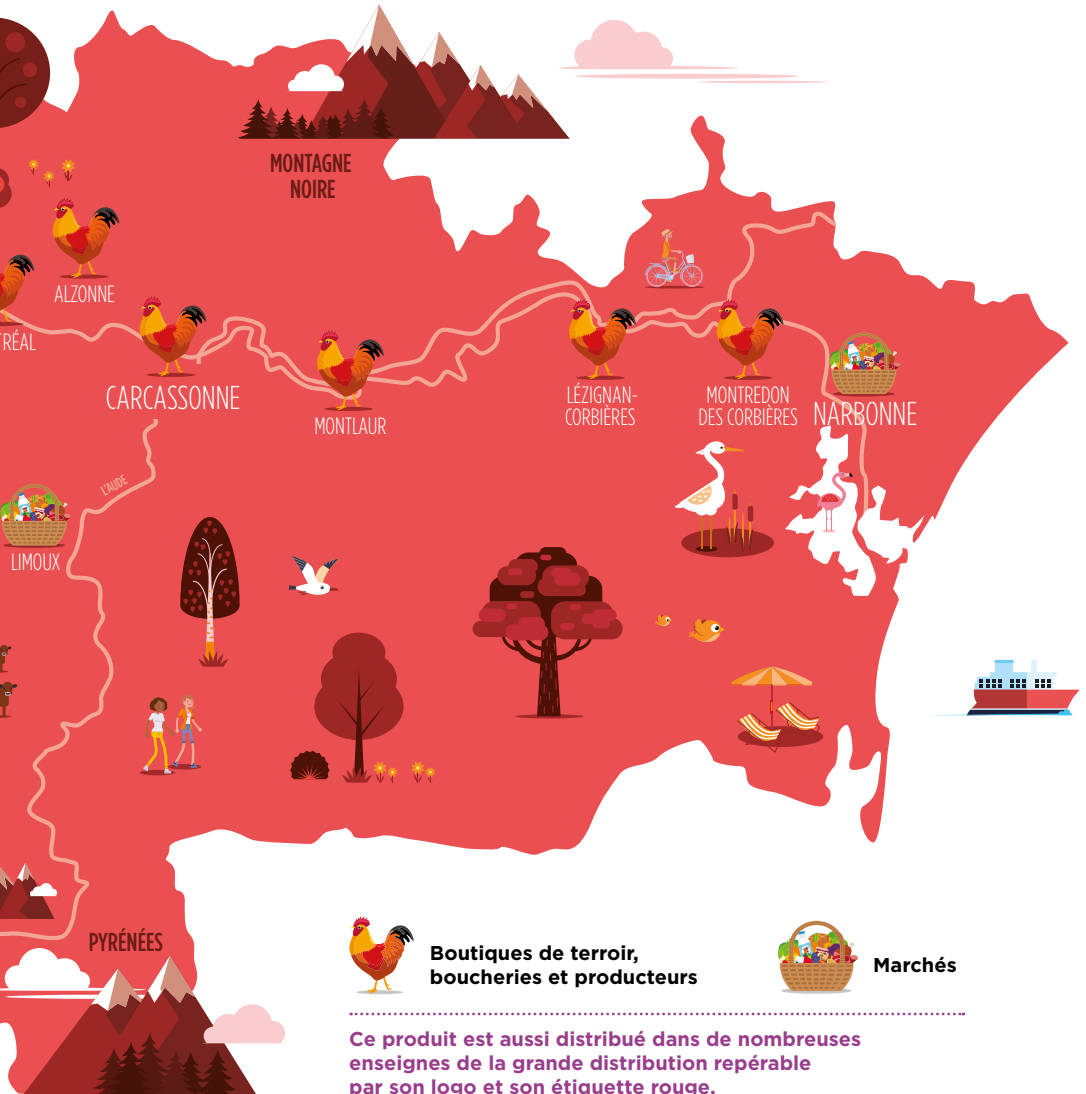 MONTAGNE
NOIRE
ALZONNE
TRÉAL
CARCASSONNE
MONTLAUR
LÉZIGNAN-
CORBIÈRES
MONTREDON
DES CORBIÈRES
NARBONNE
L'AUDE
LIMOUX
PYRÉNÉES
Boutiques de terroir,
boucheries et producteurs
Marchés
Ce produit est aussi distribué dans de nombreuses
enseignes de la grande distribution repérable
par son logo et son étiquette rouge.